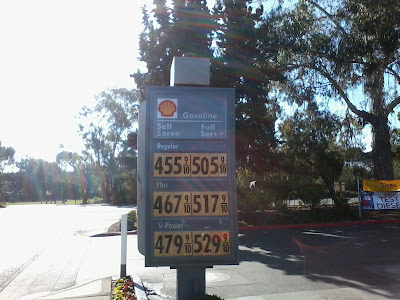 Gasoline
Self Full
Serve Serve
Regular
455 9/10 505 9/10
Plus
467 9/10 517 9/10
V-Power
479 9/10 529 9/10
TEST